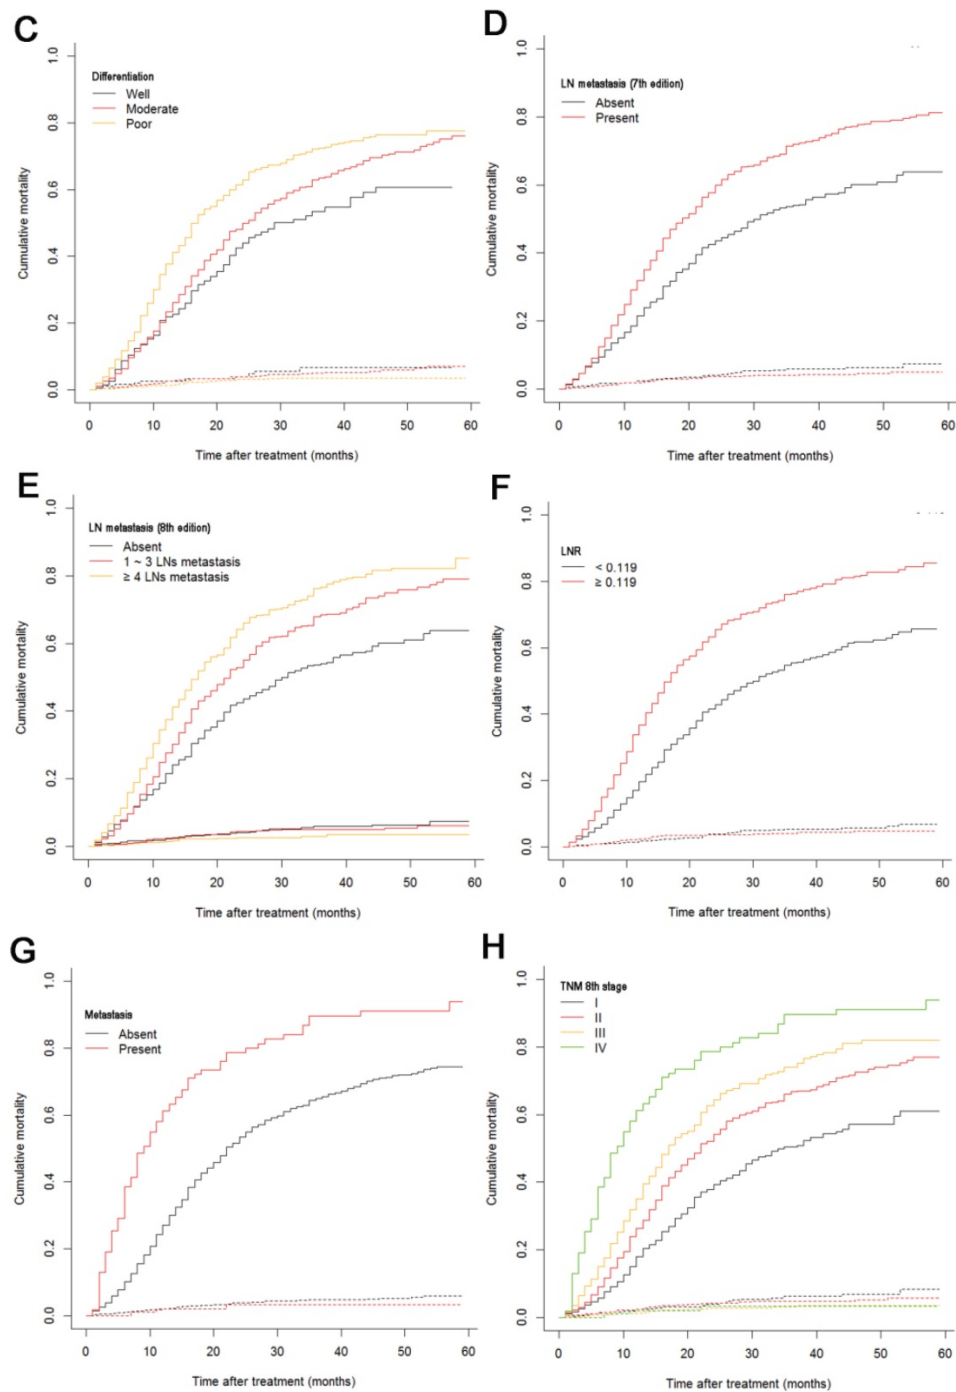 C
Differentiation
Well
Moderate
Poor
Cumulative mortality
0.0 0.2 0.4 0.6 0.8 1.0
0 10 20 30 40 50 60
Time after treatment (months)
D
LN metastasis (7th edition)
Absent
Present
Cumulative mortality
0.0 0.2 0.4 0.6 0.8 1.0
0 10 20 30 40 50 60
Time after treatment (months)
E
LN metastasis (8th edition)
Absent
1 ~ 3 LNs metastasis
≥ 4 LNs metastasis
Cumulative mortality
0.0 0.2 0.4 0.6 0.8 1.0
0 10 20 30 40 50 60
Time after treatment (months)
F
LNR
< 0.119
≥ 0.119
Cumulative mortality
0.0 0.2 0.4 0.6 0.8 1.0
0 10 20 30 40 50 60
Time after treatment (months)
G
Metastasis
Absent
Present
Cumulative mortality
0.0 0.2 0.4 0.6 0.8 1.0
0 10 20 30 40 50 60
Time after treatment (months)
H
TNM 8th stage
I
II
III
IV
Cumulative mortality
0.0 0.2 0.4 0.6 0.8 1.0
0 10 20 30 40 50 60
Time after treatment (months)